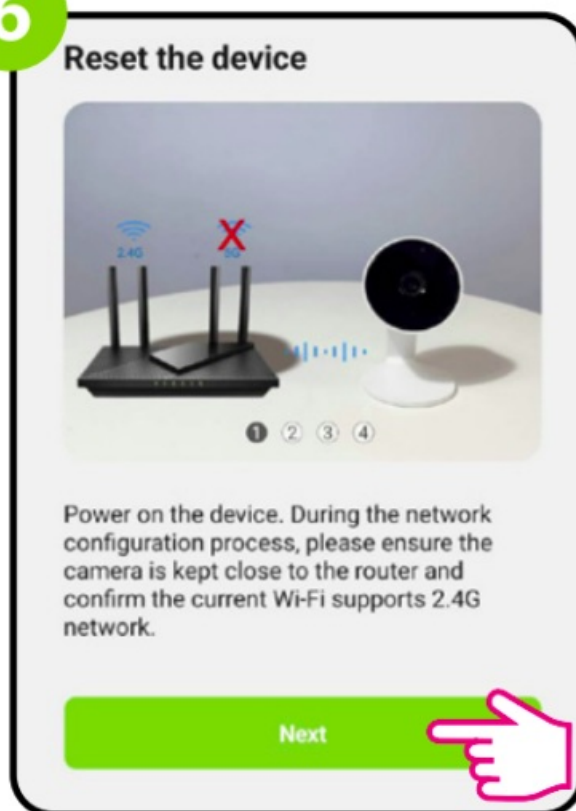 6
Reset the device
2.4G
5G
X
1 2 3 4
Power on the device. During the network
configuration process, please ensure the
camera is kept close to the router and
confirm the current Wi-Fi supports 2.4G
network.
Next